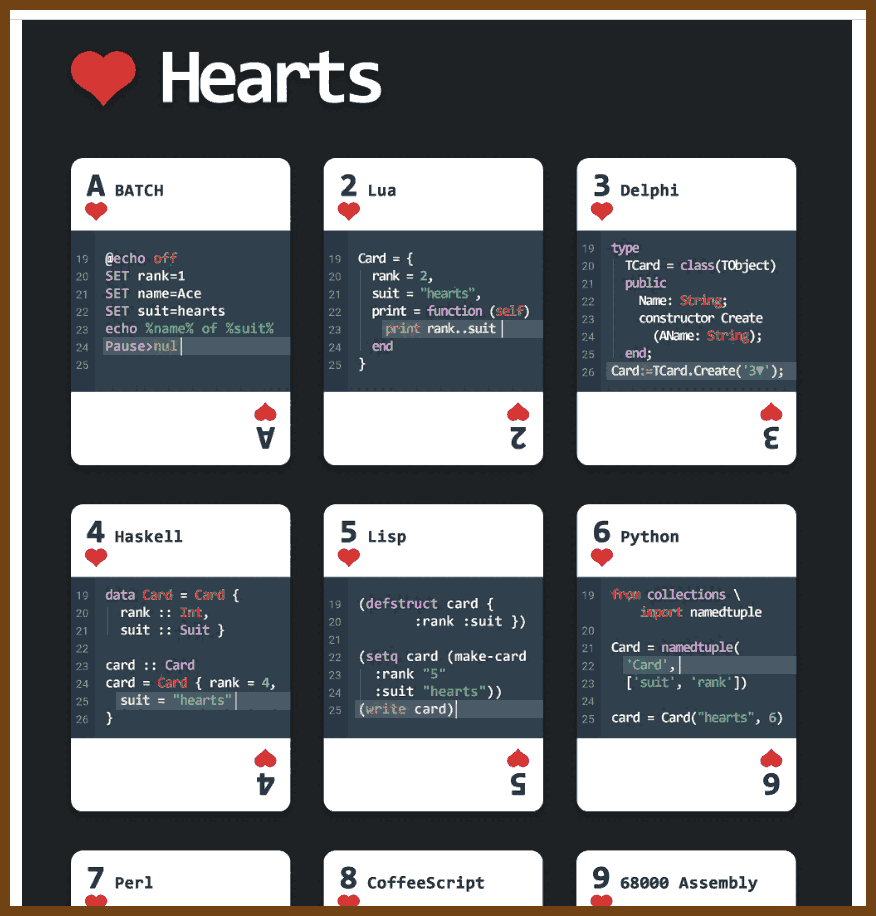 Hearts
A BATCH
19 @echo off
20 SET rank=1
21 SET name=Ace
22 SET suit=hearts
23 echo %name% of %suit%
24 Pause>nul
25
A
2 Lua
19 Card = {
20 rank = 2,
21 suit = "hearts",
22 print = function (self)
23 print rank..suit
24 end
25 }
2
3 Delphi
19 type
20 TCard = class(TObject)
21 public
22 Name: String;
23 constructor Create
24 (AName: String);
25 end;
26 Card:=TCard.Create('3♥');
3
4 Haskell
19 data Card = Card {
20 rank :: Int,
21 suit :: Suit }
22
23 card :: Card
24 card = Card { rank = 4,
25 suit = "hearts"
26 }
4
5 Lisp
19 (defstruct card {
20 :rank :suit })
21
22 (setq card (make-card
23 :rank "5"
24 :suit "hearts"))
25 (write card)
5
6 Python
19 from collections \
import namedtuple
20
21 Card = namedtuple(
22 'Card',
23 ['suit', 'rank'])
24
25 card = Card("hearts", 6)
6
7 Perl
8 CoffeeScript
9 68000 Assembly